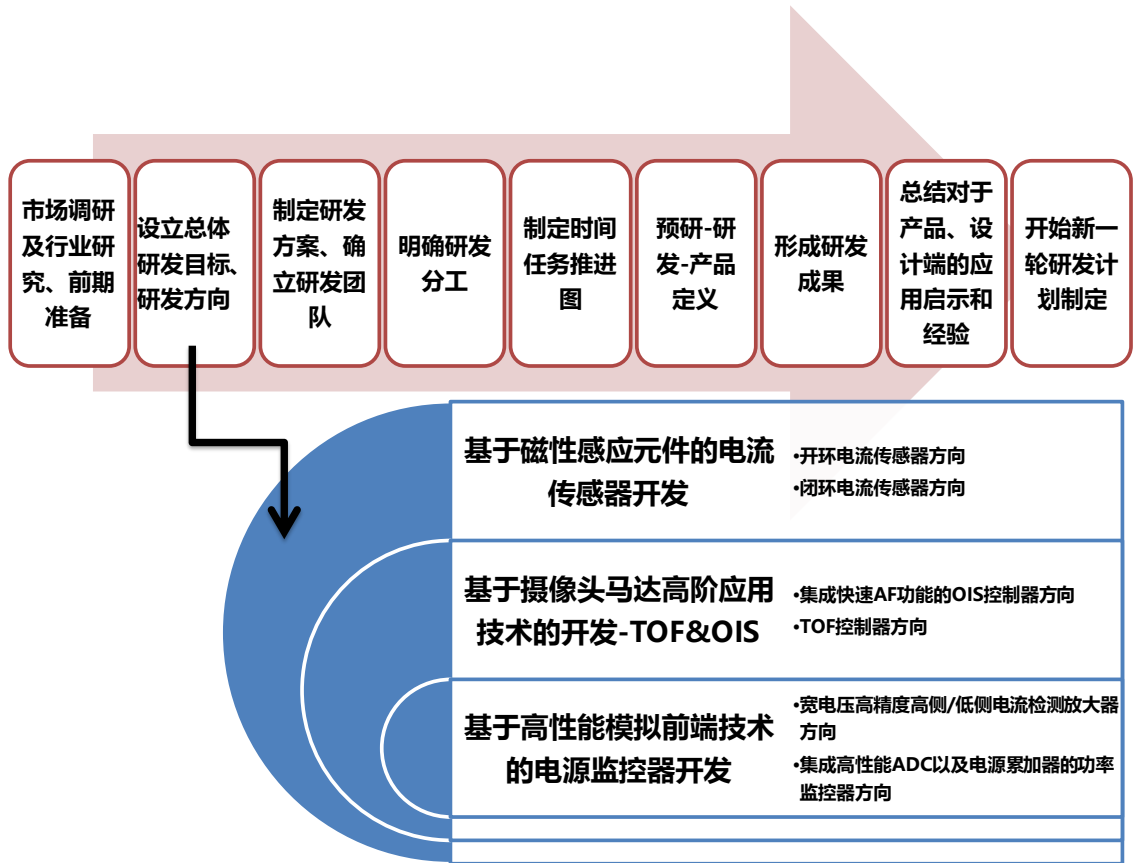 市场调研
及行业研
究、前期
准备
设立总体
研发目标、
研发方向
制定研发
方案、确
立研发团
队
明确研发
分工
制定时间
任务推进
图
预研-研
发-产品
定义
形成研发
成果
总结对于
产品、设
计端的应
用启示和
经验
开始新一
轮研发计
划制定
基于磁性感应元件的电流
传感器开发
•开环电流传感器方向
•闭环电流传感器方向
基于摄像头马达高阶应用
技术的开发-TOF&OIS
•集成快速AF功能的OIS控制器方向
•TOF控制器方向
基于高性能模拟前端技术
的电源监控器开发
•宽电压高精度高侧/低侧电流检测放大器
方向
•集成高性能ADC以及电源累加器的功率
监控器方向